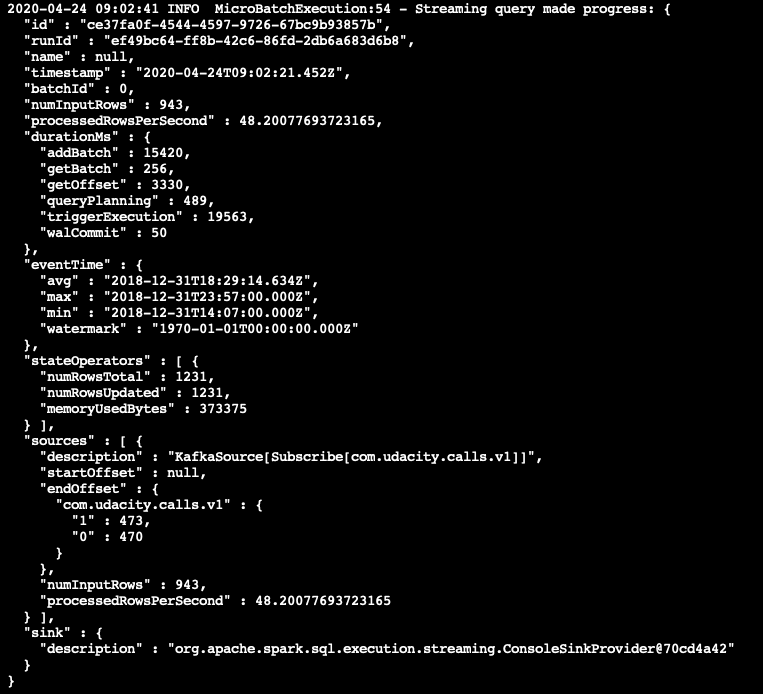 2020-04-24 09:02:41 INFO  MicroBatchExecution:54 - Streaming query made progress: {
  "id" : "ce37fa0f-4544-4597-9726-67bc9b93857b",
  "runId" : "ef49bc64-ff8b-42c6-86fd-2db6a683d6b8",
  "name" : null,
  "timestamp" : "2020-04-24T09:02:21.452Z",
  "batchId" : 0,
  "numInputRows" : 943,
  "processedRowsPerSecond" : 48.20077693723165,
  "durationMs" : {
    "addBatch" : 15420,
    "getBatch" : 256,
    "getOffset" : 3330,
    "queryPlanning" : 489,
    "triggerExecution" : 19563,
    "walCommit" : 50
  },
  "eventTime" : {
    "avg" : "2018-12-31T18:29:14.634Z",
    "max" : "2018-12-31T23:57:00.000Z",
    "min" : "2018-12-31T14:07:00.000Z",
    "watermark" : "1970-01-01T00:00:00.000Z"
  },
  "stateOperators" : [ {
    "numRowsTotal" : 1231,
    "numRowsUpdated" : 1231,
    "memoryUsedBytes" : 373375
  } ],
  "sources" : [ {
    "description" : "KafkaSource[Subscribe[com.udacity.calls.v1]]",
    "startOffset" : null,
    "endOffset" : {
      "com.udacity.calls.v1" : {
        "1" : 473,
        "0" : 470
      }
    },
    "numInputRows" : 943,
    "processedRowsPerSecond" : 48.20077693723165
  } ],
  "sink" : {
    "description" : "org.apache.spark.sql.execution.streaming.ConsoleSinkProvider@70cd4a42"
  }
}